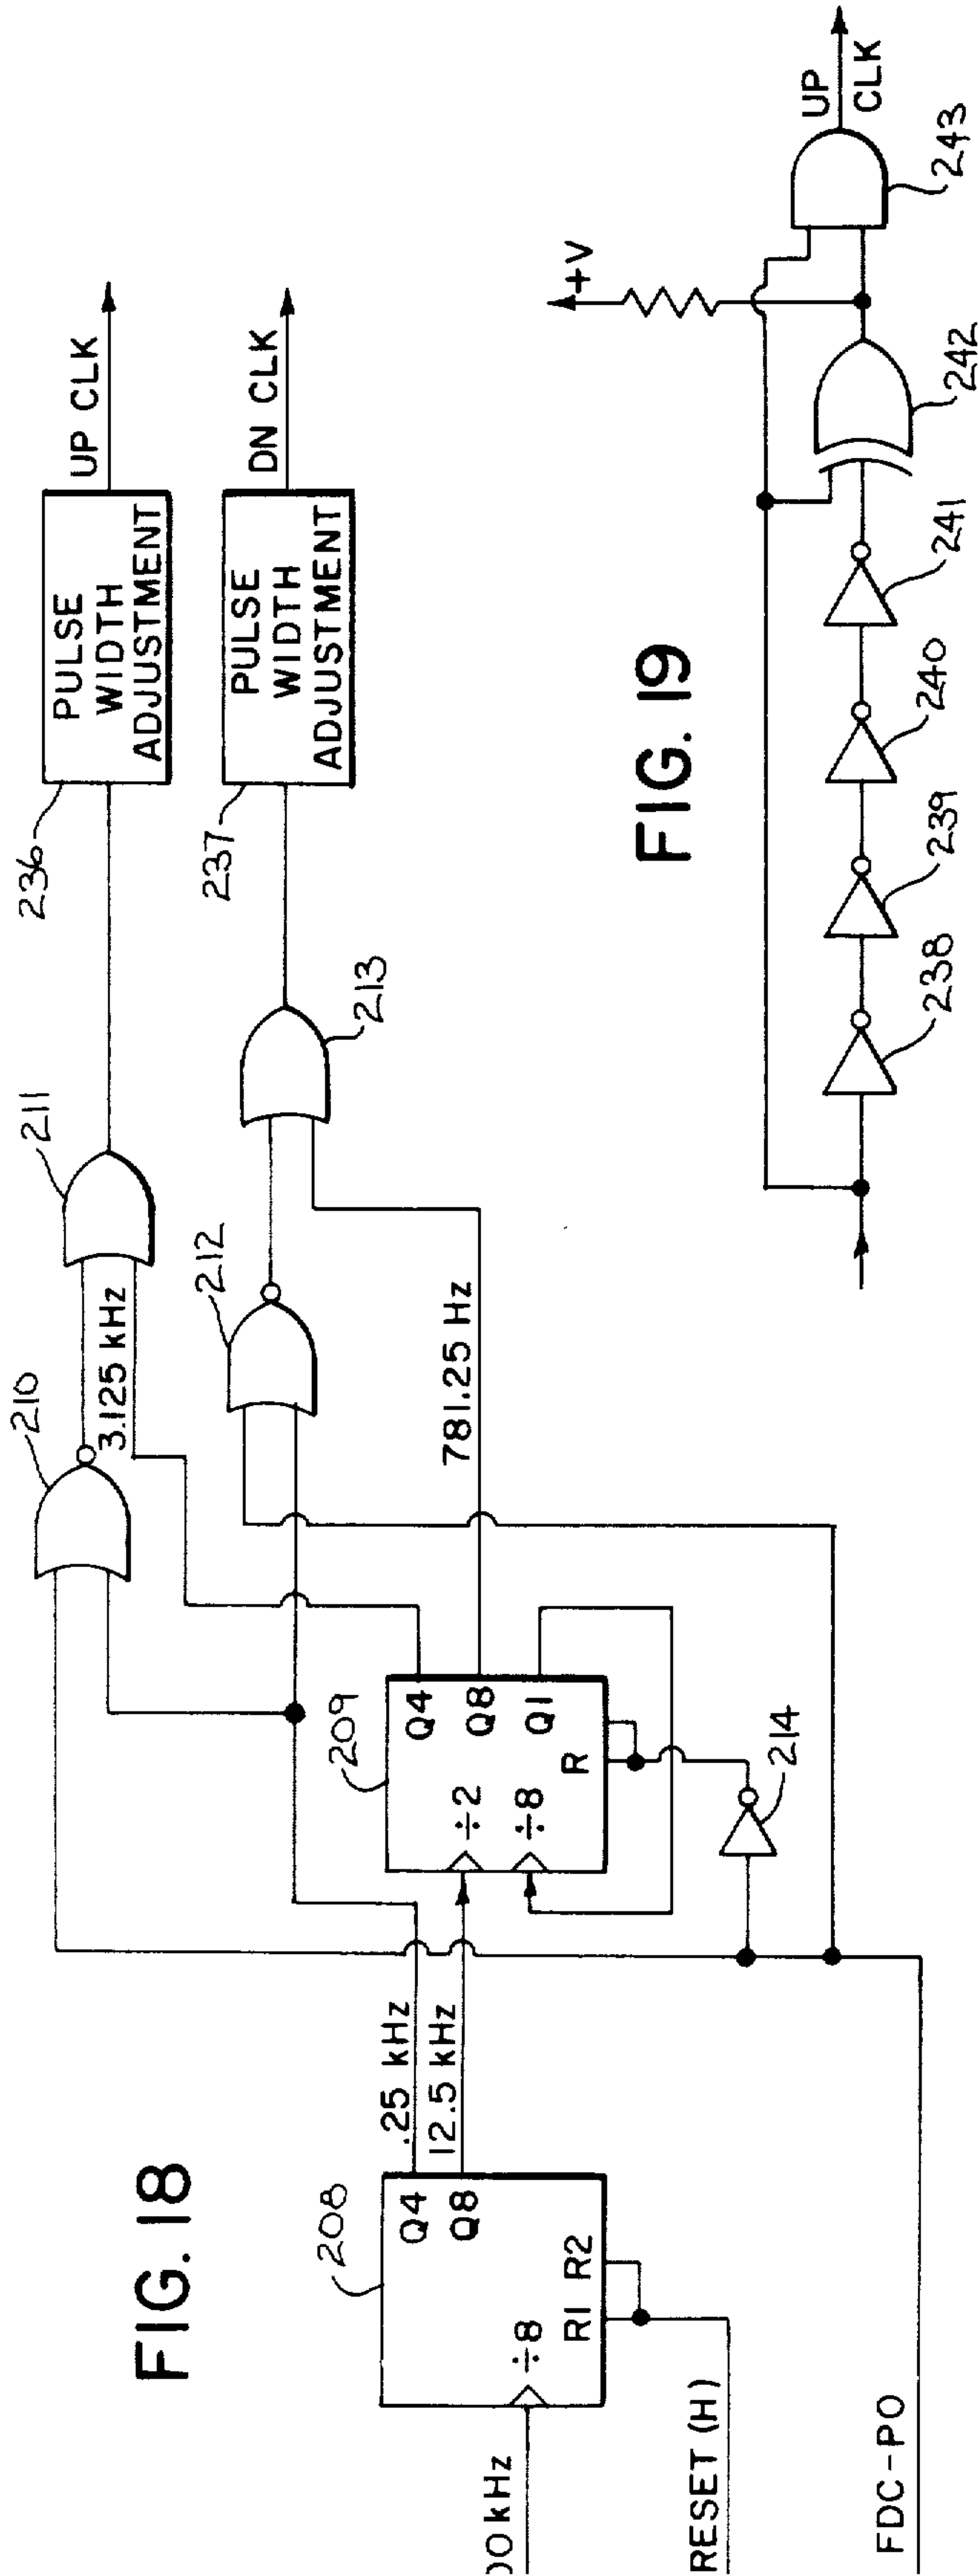 FIG. 18
00 kHz
RESET (H)
FDC-PO
208
÷8
Q4
Q8
R1 R2
.25 kHz
12.5 kHz
209
÷2
÷8
Q4
Q8
Q1
R
214
210
3.125 kHz
211
212
781.25 Hz
213
236
PULSE
WIDTH
ADJUSTMENT
UP CLK
237
PULSE
WIDTH
ADJUSTMENT
DN CLK
FIG. 19
238
239
240
241
242
+V
243
UP
CLK